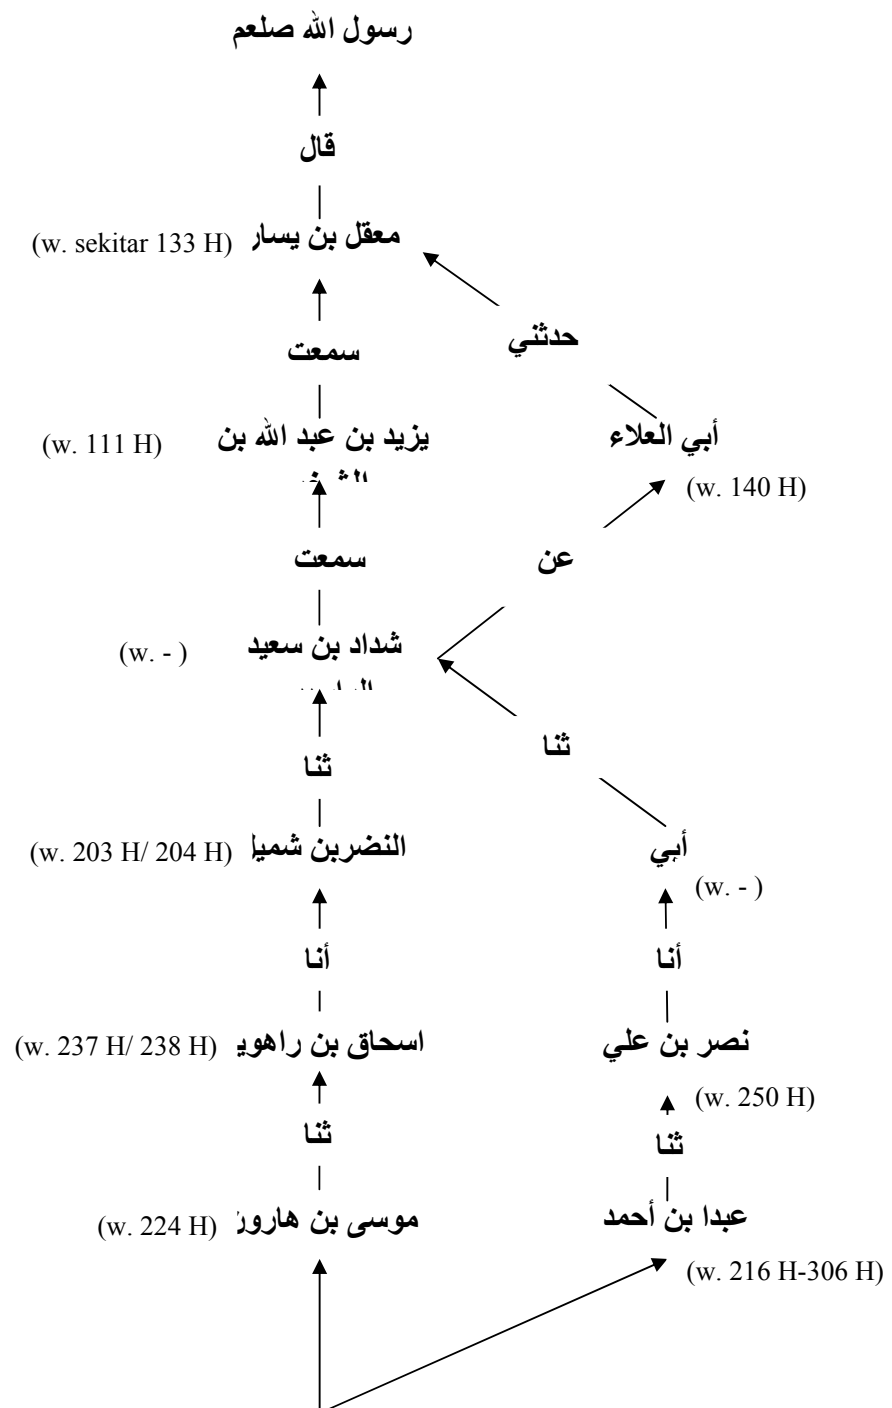 رسول الله صلعم
قال
معقل بن يسار (w. sekitar 133 H)
حدثني
سمعت
يزيد بن عبد الله بن (w. 111 H)
أبي العلاء
(w. 140 H)
سمعت
عن
شداد بن سعيد (w. - )
ثنا
ثنا
النضربن شميل (w. 203 H/ 204 H)
أبي
(w. - )
أنا
أنا
اسحاق بن راهوي (w. 237 H/ 238 H)
نصر بن علي
(w. 250 H)
ثنا
ثنا
موسى بن هارون (w. 224 H)
عبدا بن أحمد
(w. 216 H-306 H)